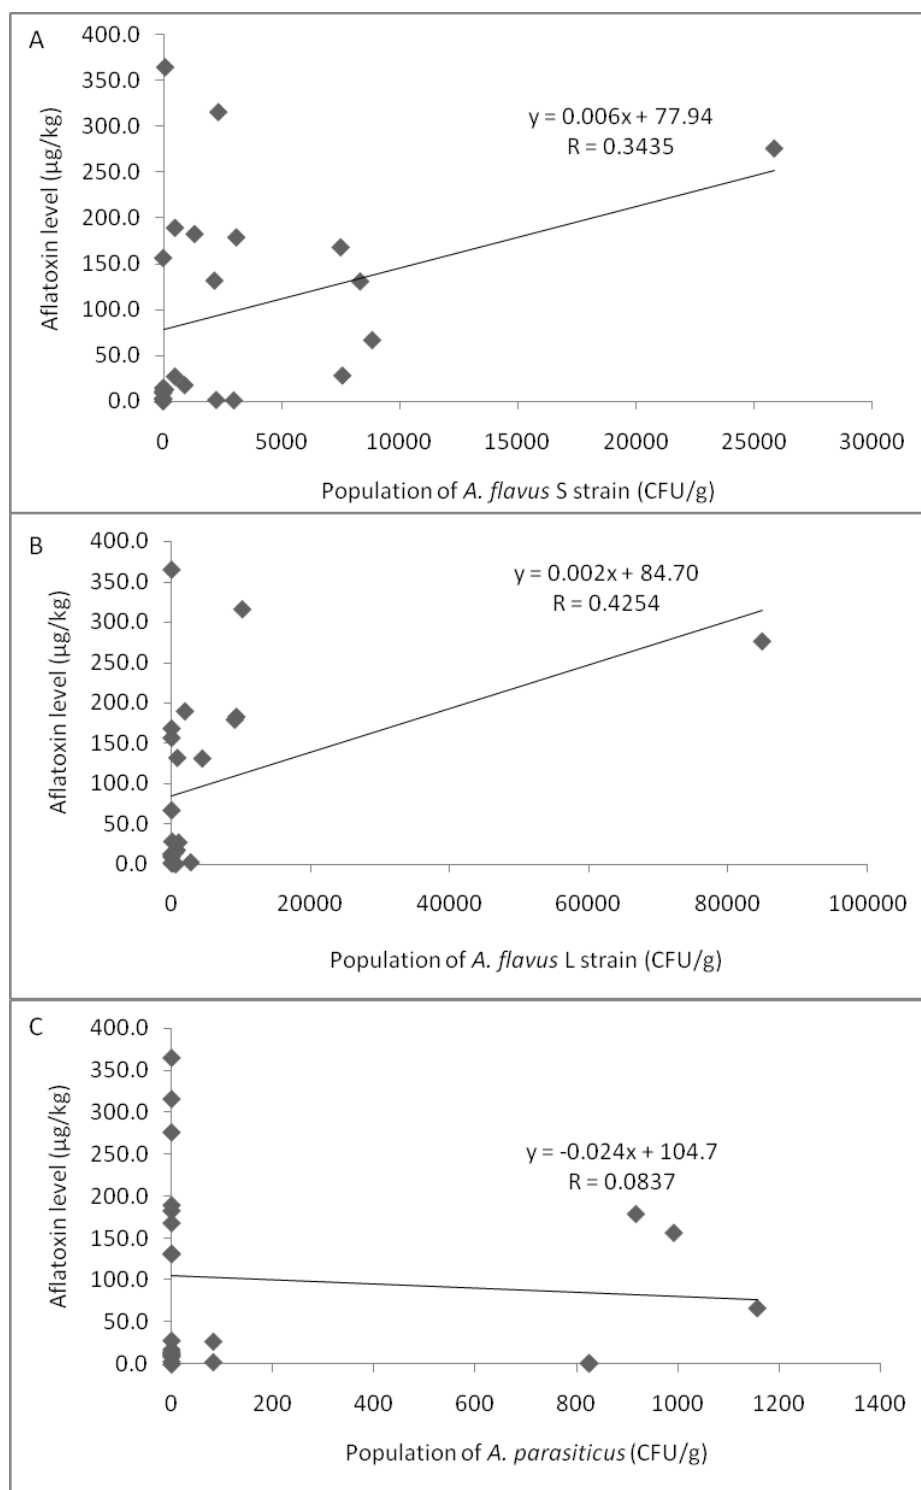 A
400.0
350.0
300.0
250.0
200.0
150.0
100.0
50.0
0.0
Aflatoxin level (µg/kg)
y = 0.006x + 77.94
R = 0.3435
0 5000 10000 15000 20000 25000 30000
Population of A. flavus S strain (CFU/g)
B
400.0
350.0
300.0
250.0
200.0
150.0
100.0
50.0
0.0
Aflatoxin level (µg/kg)
y = 0.002x + 84.70
R = 0.4254
0 20000 40000 60000 80000 100000
Population of A. flavus L strain (CFU/g)
C
400.0
350.0
300.0
250.0
200.0
150.0
100.0
50.0
0.0
Aflatoxin level (µg/kg)
y = -0.024x + 104.7
R = 0.0837
0 200 400 600 800 1000 1200 1400
Population of A. parasiticus (CFU/g)